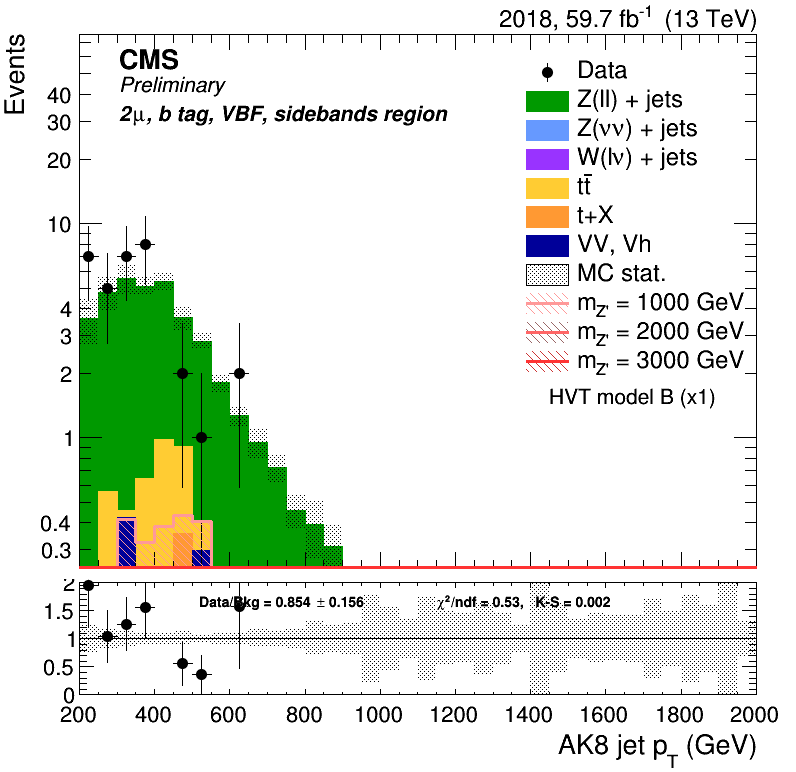 2018, 59.7 fb⁻¹ (13 TeV)
Events
CMS
Preliminary
2μ, b tag, VBF, sidebands region
Data
Z(ll) + jets
Z(νν) + jets
W(lν) + jets
tt̄
t+X
VV, Vh
MC stat.
m_Z' = 1000 GeV
m_Z' = 2000 GeV
m_Z' = 3000 GeV
HVT model B (x1)
40
30
20
10
4
3
2
1
0.4
0.3
Data/Bkg = 0.854 ± 0.156
χ²/ndf = 0.53, K-S = 0.002
2
1.5
1
0.5
0
200 400 600 800 1000 1200 1400 1600 1800 2000
AK8 jet p_T (GeV)